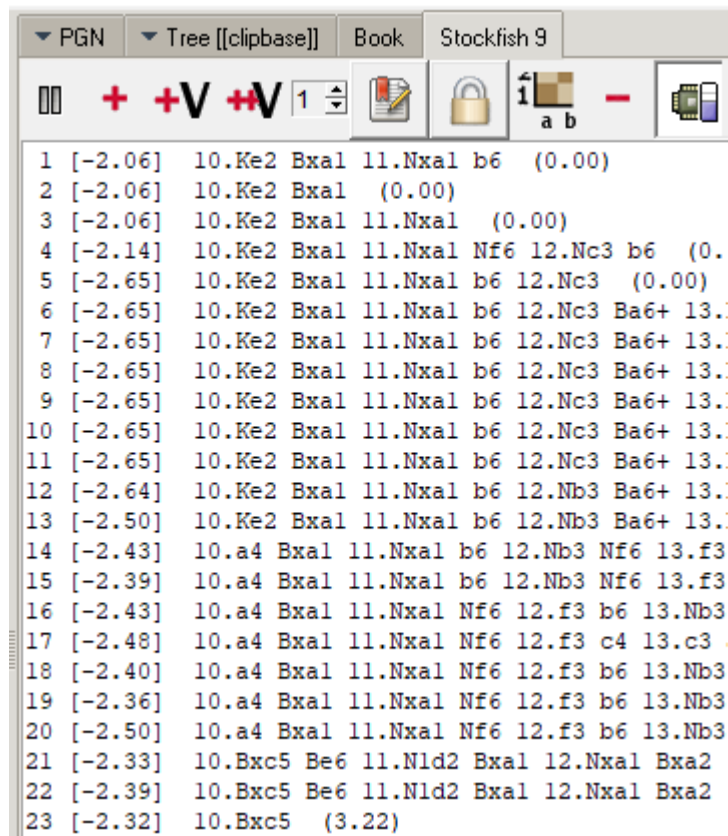 PGN Tree [[clipbase]] Book Stockfish 9
+ +V ++V 1 1 a b −
1 [-2.06] 10.Ke2 Bxa1 11.Nxa1 b6 (0.00)
2 [-2.06] 10.Ke2 Bxa1 (0.00)
3 [-2.06] 10.Ke2 Bxa1 11.Nxa1 (0.00)
4 [-2.14] 10.Ke2 Bxa1 11.Nxa1 Nf6 12.Nc3 b6 (0.
5 [-2.65] 10.Ke2 Bxa1 11.Nxa1 b6 12.Nc3 (0.00)
6 [-2.65] 10.Ke2 Bxa1 11.Nxa1 b6 12.Nc3 Ba6+ 13.
7 [-2.65] 10.Ke2 Bxa1 11.Nxa1 b6 12.Nc3 Ba6+ 13.
8 [-2.65] 10.Ke2 Bxa1 11.Nxa1 b6 12.Nc3 Ba6+ 13.
9 [-2.65] 10.Ke2 Bxa1 11.Nxa1 b6 12.Nc3 Ba6+ 13.
10 [-2.65] 10.Ke2 Bxa1 11.Nxa1 b6 12.Nc3 Ba6+ 13.
11 [-2.65] 10.Ke2 Bxa1 11.Nxa1 b6 12.Nc3 Ba6+ 13.
12 [-2.64] 10.Ke2 Bxa1 11.Nxa1 b6 12.Nb3 Ba6+ 13.
13 [-2.50] 10.Ke2 Bxa1 11.Nxa1 b6 12.Nb3 Ba6+ 13.
14 [-2.43] 10.a4 Bxa1 11.Nxa1 b6 12.Nb3 Nf6 13.f3
15 [-2.39] 10.a4 Bxa1 11.Nxa1 b6 12.Nb3 Nf6 13.f3
16 [-2.43] 10.a4 Bxa1 11.Nxa1 Nf6 12.f3 b6 13.Nb3
17 [-2.48] 10.a4 Bxa1 11.Nxa1 Nf6 12.f3 c4 13.c3
18 [-2.40] 10.a4 Bxa1 11.Nxa1 Nf6 12.f3 b6 13.Nb3
19 [-2.36] 10.a4 Bxa1 11.Nxa1 Nf6 12.f3 b6 13.Nb3
20 [-2.50] 10.a4 Bxa1 11.Nxa1 Nf6 12.f3 b6 13.Nb3
21 [-2.33] 10.Bxc5 Be6 11.N1d2 Bxa1 12.Nxa1 Bxa2
22 [-2.39] 10.Bxc5 Be6 11.N1d2 Bxa1 12.Nxa1 Bxa2
23 [-2.32] 10.Bxc5 (3.22)